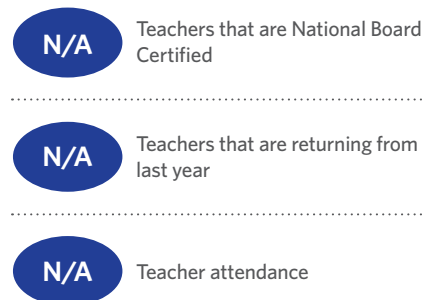 N/A
Teachers that are National Board
Certified
N/A
Teachers that are returning from
last year
N/A
Teacher attendance